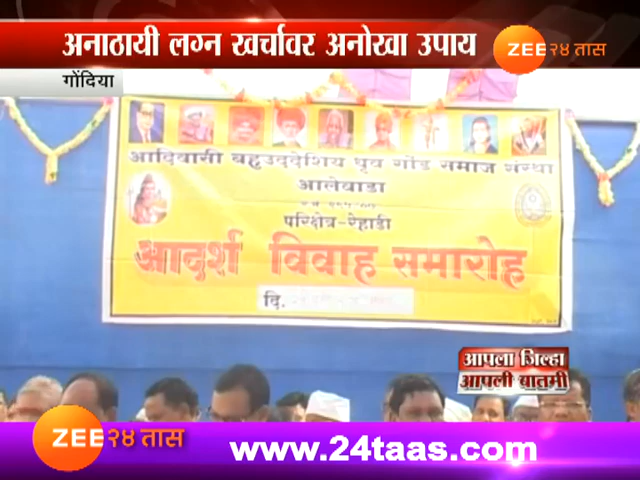 अनाठायी लग्न खर्चावर अनोखा उपाय
ZEE २४ तास
गोंदिया
आदिवासी बहुउद्देशिय धृव गोंड समाज संस्था
आलेवाडा
परिक्षेत्र-रेहाडी
आदर्श विवाह समारोह
दि.
आपला जिल्हा
आपली बातमी
ZEE २४ तास
www.24taas.com